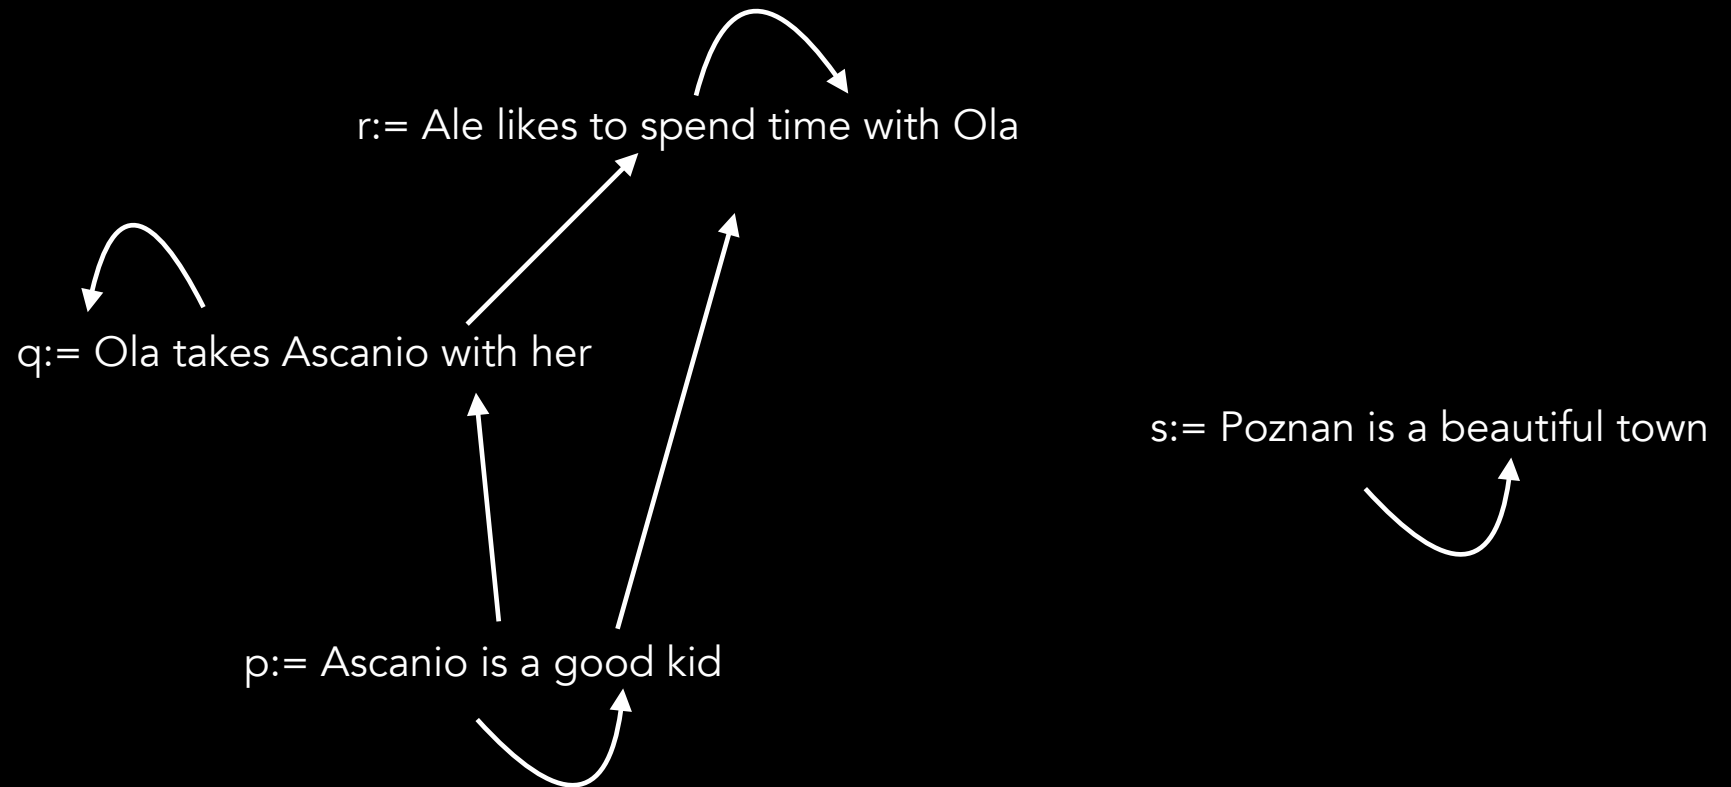 r:= Ale likes to spend time with Ola
q:= Ola takes Ascanio with her
s:= Poznan is a beautiful town
p:= Ascanio is a good kid